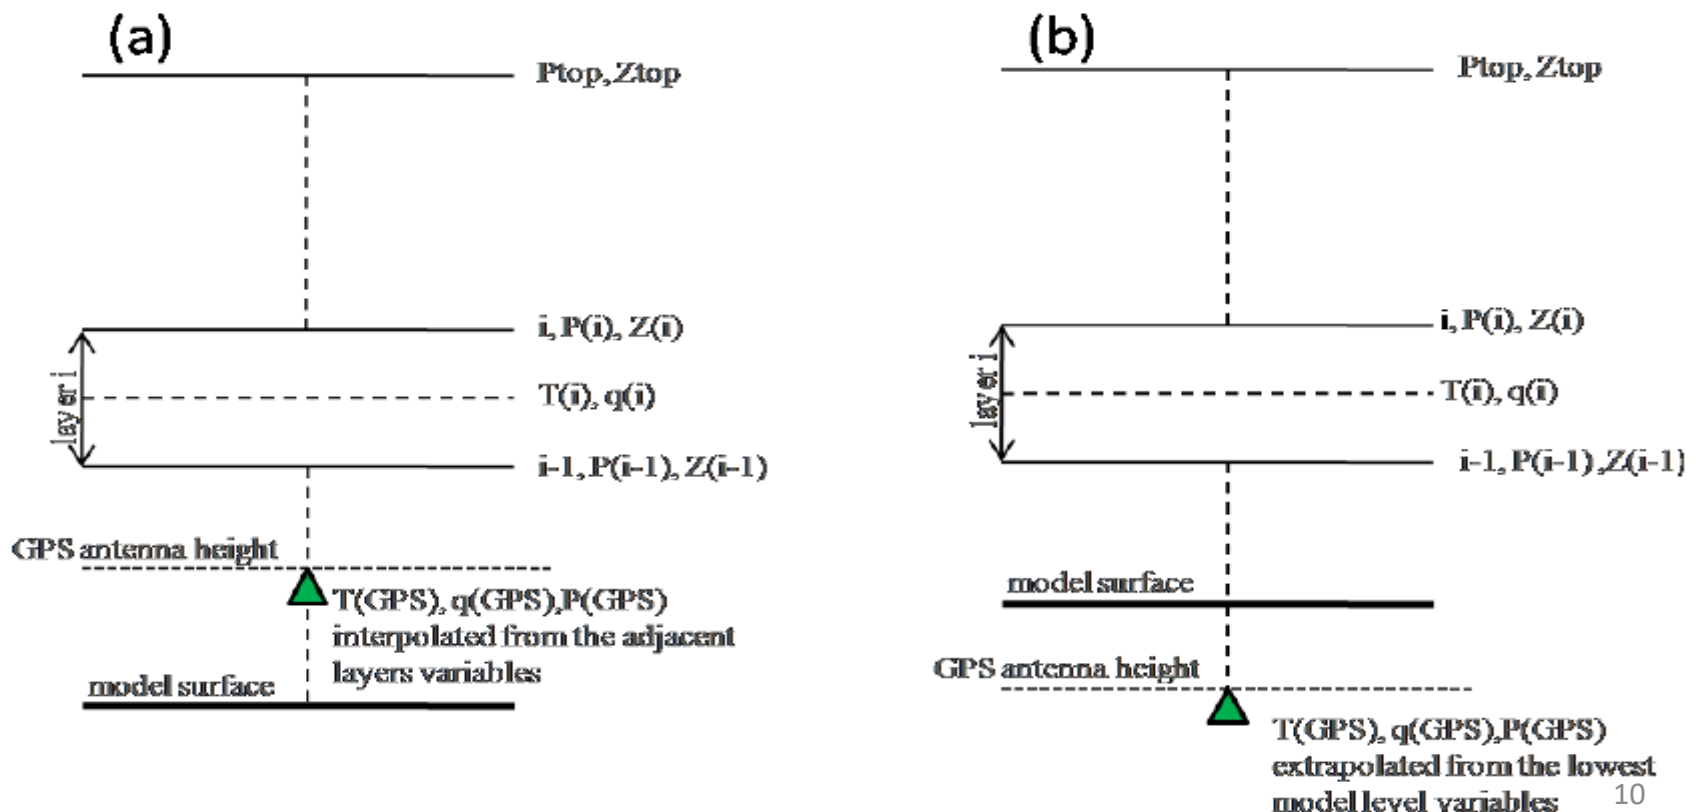 (a)
Ptop, Ztop
i, P(i), Z(i)
layer i
T(i), q(i)
i-1, P(i-1), Z(i-1)
GPS antenna height
T(GPS), q(GPS),P(GPS)
interpolated from the adjacent
layers variables
model surface
(b)
Ptop, Ztop
i, P(i), Z(i)
layer i
T(i), q(i)
i-1, P(i-1) ,Z(i-1)
model surface
GPS antenna height
T(GPS), q(GPS),P(GPS)
extrapolated from the lowest
model level variables
10